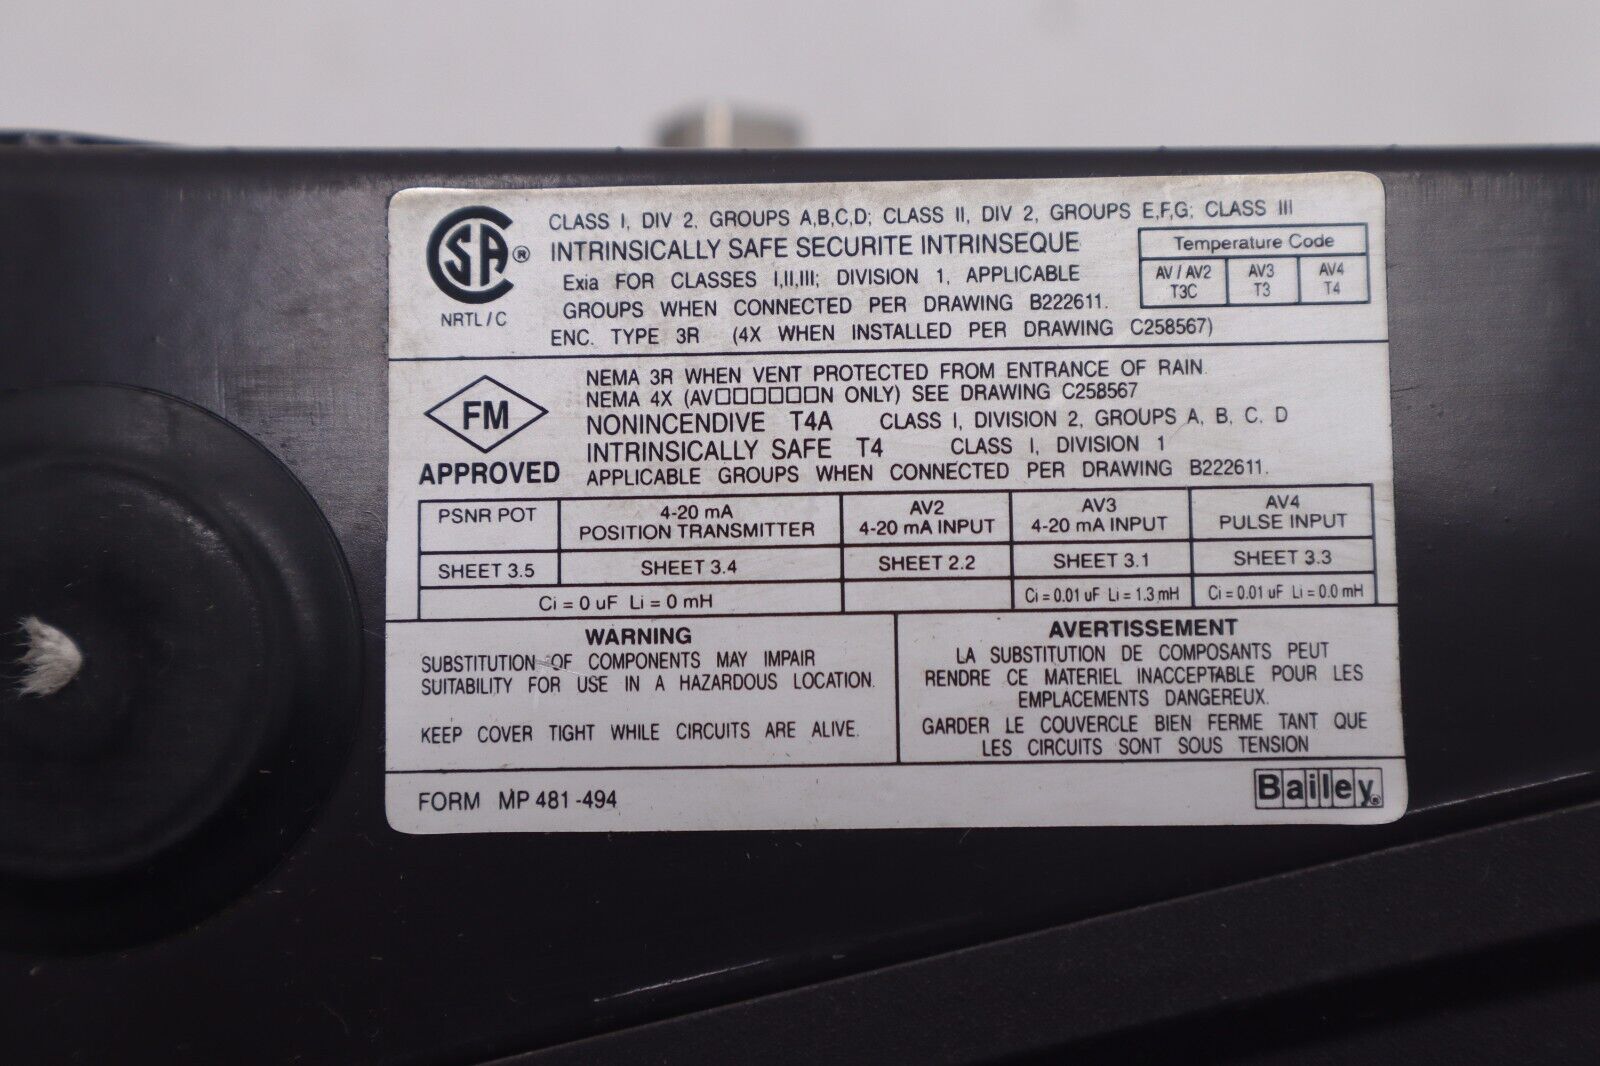 CSA ®
NRTL / C
CLASS I, DIV 2, GROUPS A,B,C,D; CLASS II, DIV 2, GROUPS E,F,G; CLASS III
INTRINSICALLY SAFE SECURITE INTRINSEQUE
Exia FOR CLASSES I,II,III; DIVISION 1, APPLICABLE
GROUPS WHEN CONNECTED PER DRAWING B222611.
ENC. TYPE 3R (4X WHEN INSTALLED PER DRAWING C258567)
Temperature Code
AV / AV2 AV3 AV4
T3C T3 T4
FM
APPROVED
NEMA 3R WHEN VENT PROTECTED FROM ENTRANCE OF RAIN.
NEMA 4X (AV□□□□□□N ONLY) SEE DRAWING C258567
NONINCENDIVE T4A CLASS I, DIVISION 2, GROUPS A, B, C, D
INTRINSICALLY SAFE T4 CLASS I, DIVISION 1
APPLICABLE GROUPS WHEN CONNECTED PER DRAWING B222611.
PSNR POT 4-20 mA AV2 AV3 AV4
POSITION TRANSMITTER 4-20 mA INPUT 4-20 mA INPUT PULSE INPUT
SHEET 3.5 SHEET 3.4 SHEET 2.2 SHEET 3.1 SHEET 3.3
Ci = 0 uF Li = 0 mH Ci = 0.01 uF Li = 1.3 mH Ci = 0.01 uF Li = 0.0 mH
WARNING
SUBSTITUTION OF COMPONENTS MAY IMPAIR
SUITABILITY FOR USE IN A HAZARDOUS LOCATION.
KEEP COVER TIGHT WHILE CIRCUITS ARE ALIVE.
AVERTISSEMENT
LA SUBSTITUTION DE COMPOSANTS PEUT
RENDRE CE MATERIEL INACCEPTABLE POUR LES
EMPLACEMENTS DANGEREUX.
GARDER LE COUVERCLE BIEN FERME TANT QUE
LES CIRCUITS SONT SOUS TENSION
FORM MP 481 -494
Bailey®